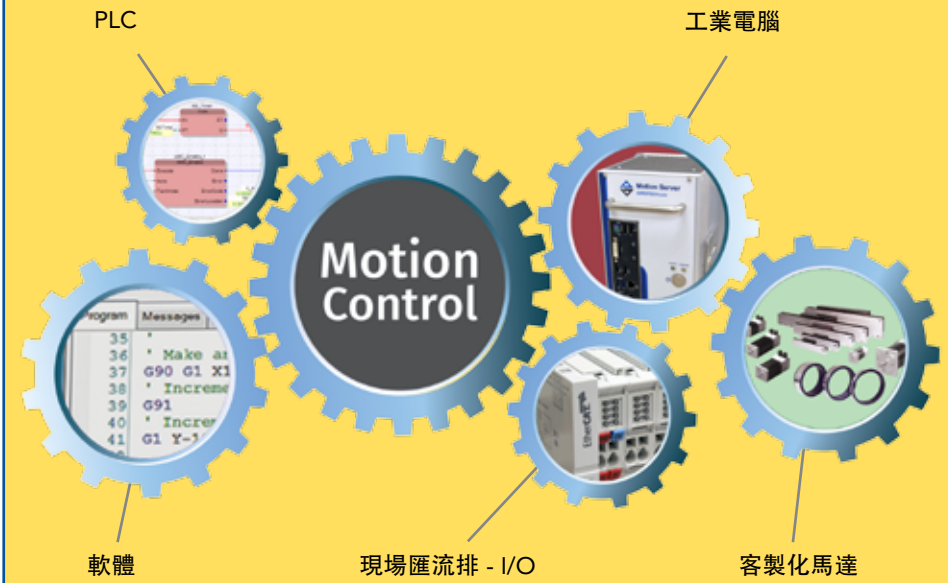 PLC
工業電腦
Motion
Control
Motion Server
Program Messages
35 '
36 ' Make
37 G90 G1 X1
38 ' Increme
39 G91
40 ' Increm
41 G1 Y-1
EtherCAT
軟體
現場匯流排 - I/O
客製化馬達